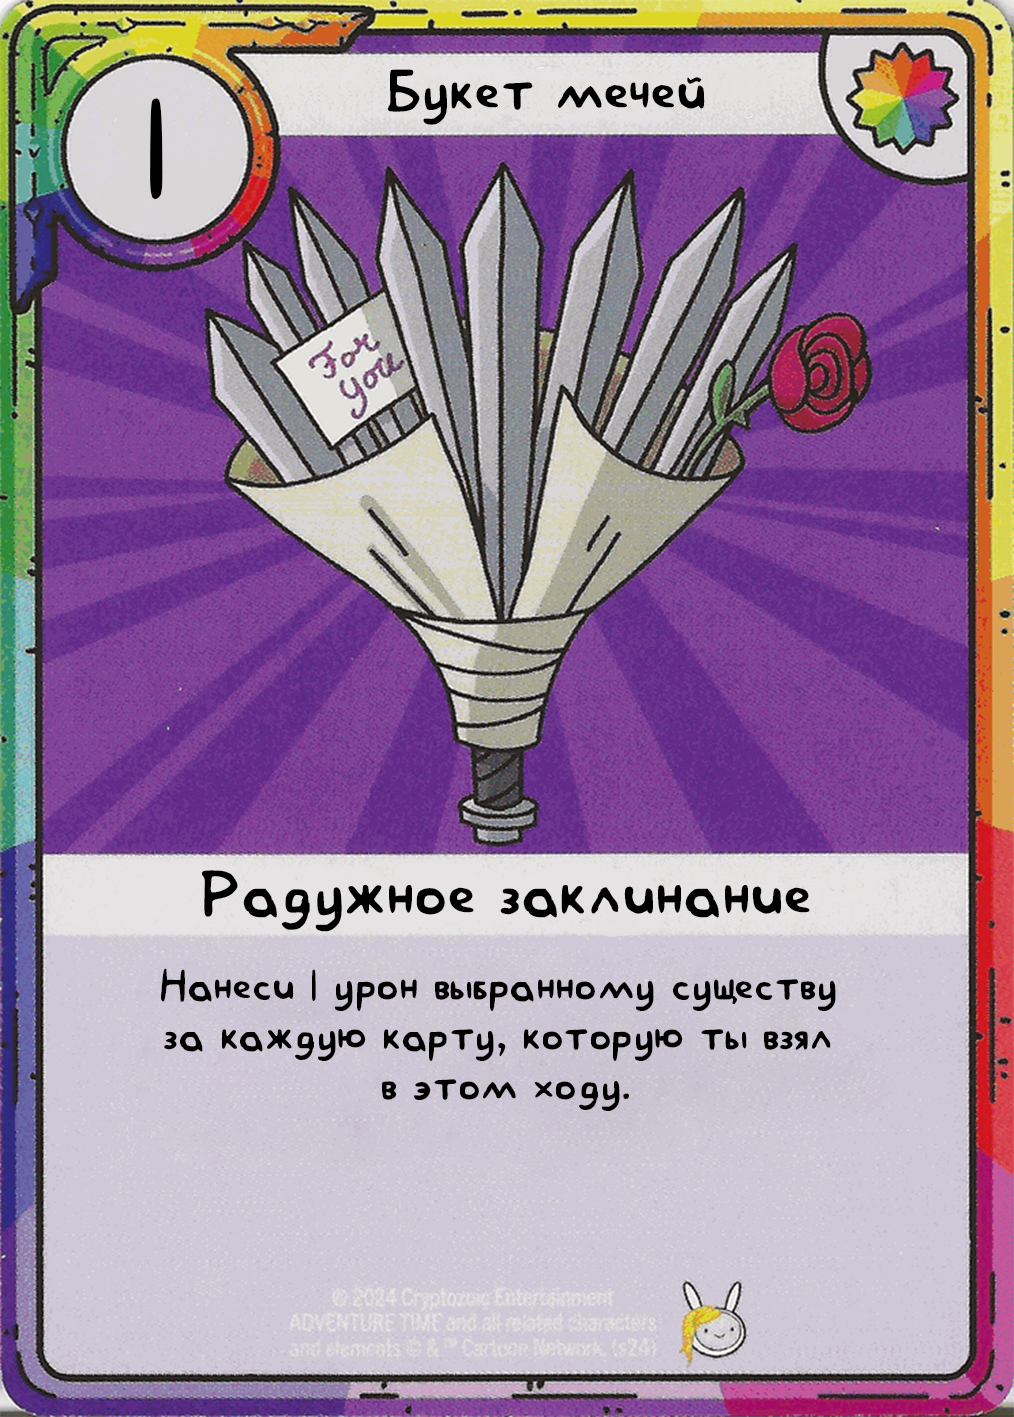 1
Букет мечей
For
you
Радужное заклинание
Нанеси 1 урон выбранному существу
за каждую карту, которую ты взял
в этом ходу.
© 2024 Cryptozoic Entertainment
ADVENTURE TIME and all related characters
and elements © & ™ Cartoon Network. (s24)